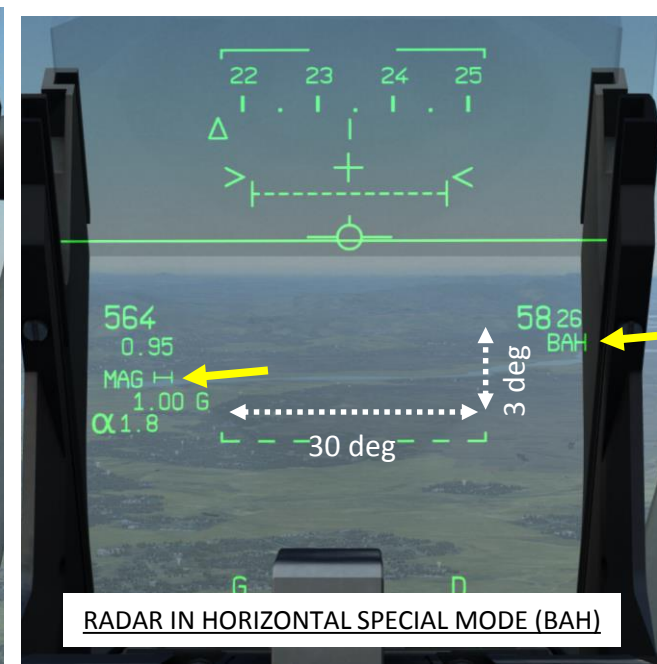 22 23 24 25
564
0.95
MAG
1.00 G
α 1.8
58 26
BAH
3 deg
30 deg
G D
RADAR IN HORIZONTAL SPECIAL MODE (BAH)